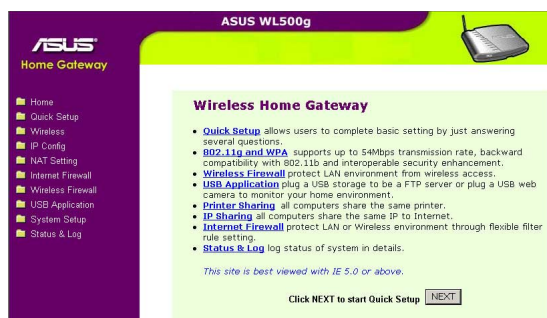 ASUS WL500g
ASUS
Home Gateway
Home
Quick Setup
Wireless
IP Config
NAT Setting
Internet Firewall
Wireless Firewall
USB Application
System Setup
Status & Log
Wireless Home Gateway
Quick Setup allows users to complete basic setting by just answering
several questions.
802.11g and WPA supports up to 54Mbps transmission rate, backward
compatibility with 802.11b and interoperable security enhancement.
Wireless Firewall protect LAN environment from wireless access.
USB Application plug a USB storage to be a FTP server or plug a USB web
camera to monitor your home environment.
Printer Sharing all computers share the same printer.
IP Sharing all computers share the same IP to Internet.
Internet Firewall protect LAN or Wireless environment through flexible filter
rule setting.
Status & Log log status of system in details.
This site is best viewed with IE 5.0 or above.
Click NEXT to start Quick Setup NEXT